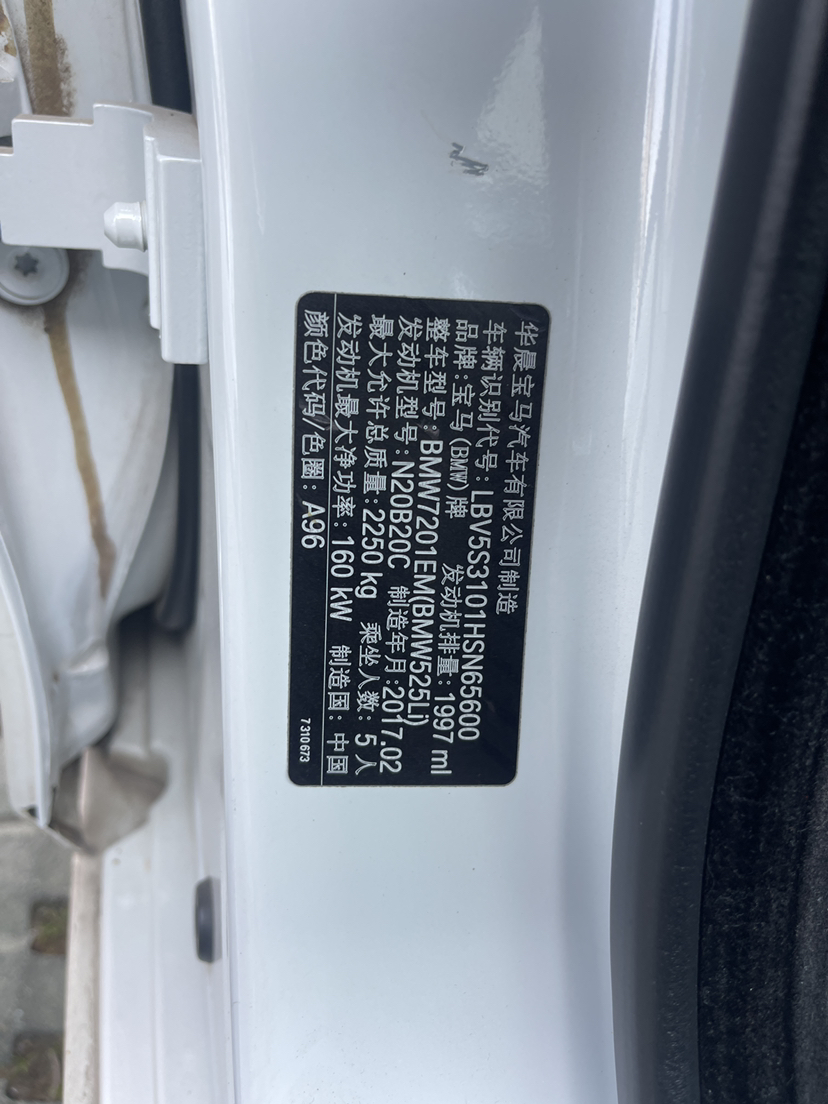 华晨宝马汽车有限公司制造
车辆识别代号:LBV5S3101HSN65600
品牌:宝马(BMW)牌 发动机排量:1997 ml
整车型号:BMW7201EM(BMW525Li)
发动机型号:N20B20C 制造年月:2017.02
最大允许总质量:2250 kg 乘坐人数: 5 人
发动机最大净功率: 160 kW 制造国: 中国
颜色代码//色圈: A96 7 310 673